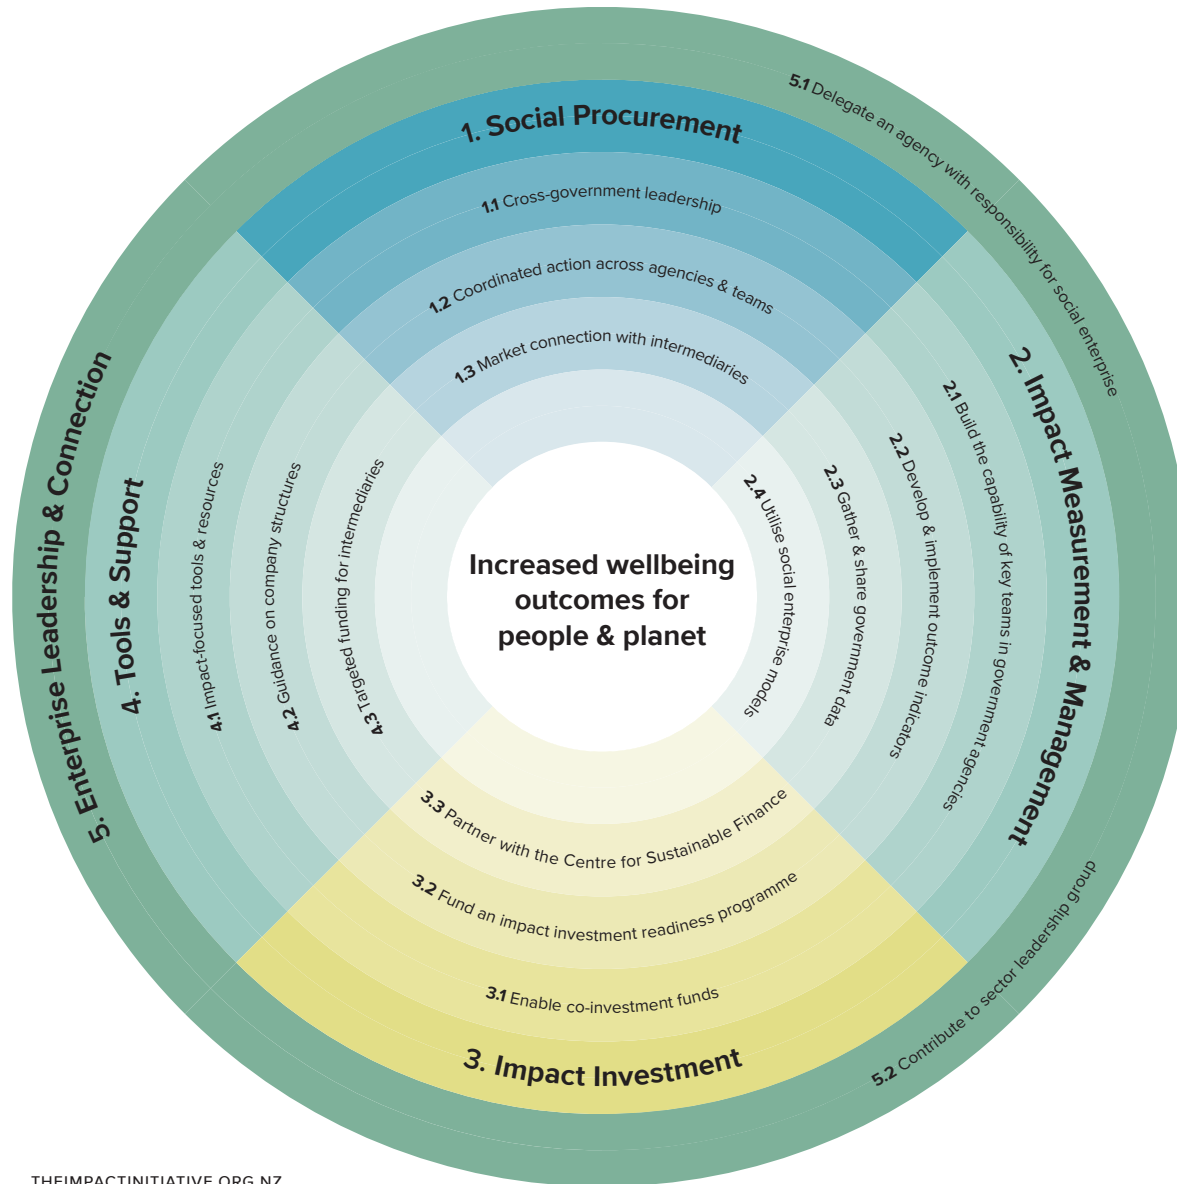 1. Social Procurement
1.1 Cross-government leadership
1.2 Coordinated action across agencies & teams
1.3 Market connection with intermediaries
2. Impact Measurement & Management
2.1 Build the capability of key teams in government agencies
2.2 Develop & implement outcome indicators
2.3 Gather & share government data
2.4 Utilise social enterprise models
3. Impact Investment
3.1 Enable co-investment funds
3.2 Fund an impact investment readiness programme
3.3 Partner with the Centre for Sustainable Finance
4. Tools & Support
4.1 Impact-focused tools & resources
4.2 Guidance on company structures
4.3 Targeted funding for intermediaries
5. Enterprise Leadership & Connection
5.1 Delegate an agency with responsibility for social enterprise
5.2 Contribute to sector leadership group
Increased wellbeing
outcomes for
people & planet
THEIMPACTINITIATIVE.ORG.NZ